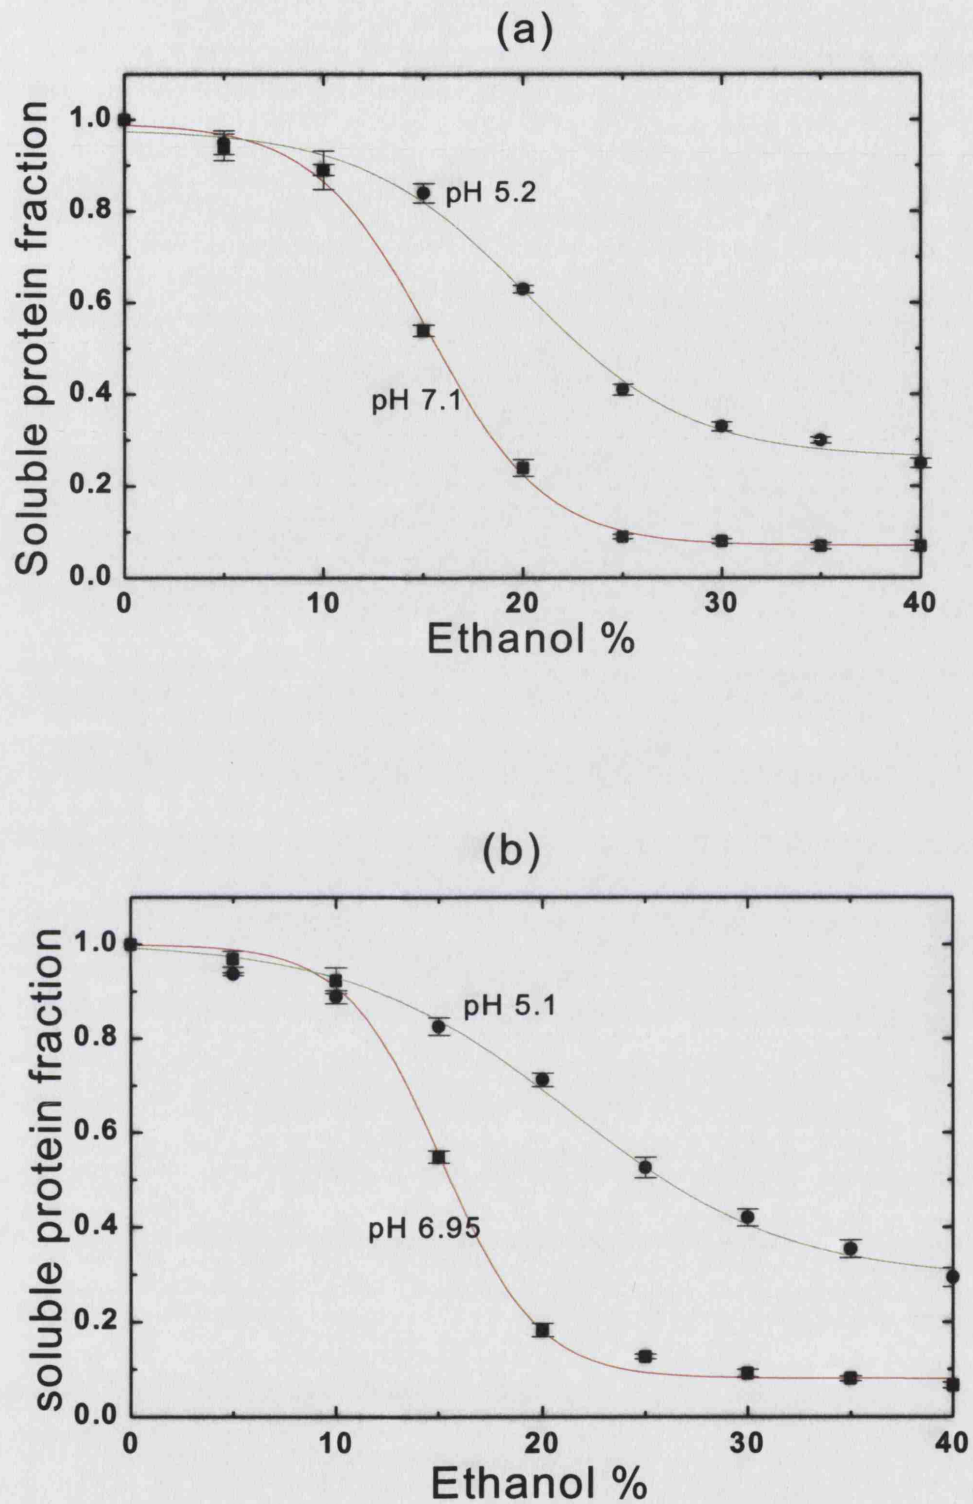 (a)
Soluble protein fraction
1.0
0.8
0.6
0.4
0.2
0.0
pH 5.2
pH 7.1
0 10 20 30 40
Ethanol %
(b)
soluble protein fraction
1.0
0.8
0.6
0.4
0.2
0.0
pH 5.1
pH 6.95
0 10 20 30 40
Ethanol %